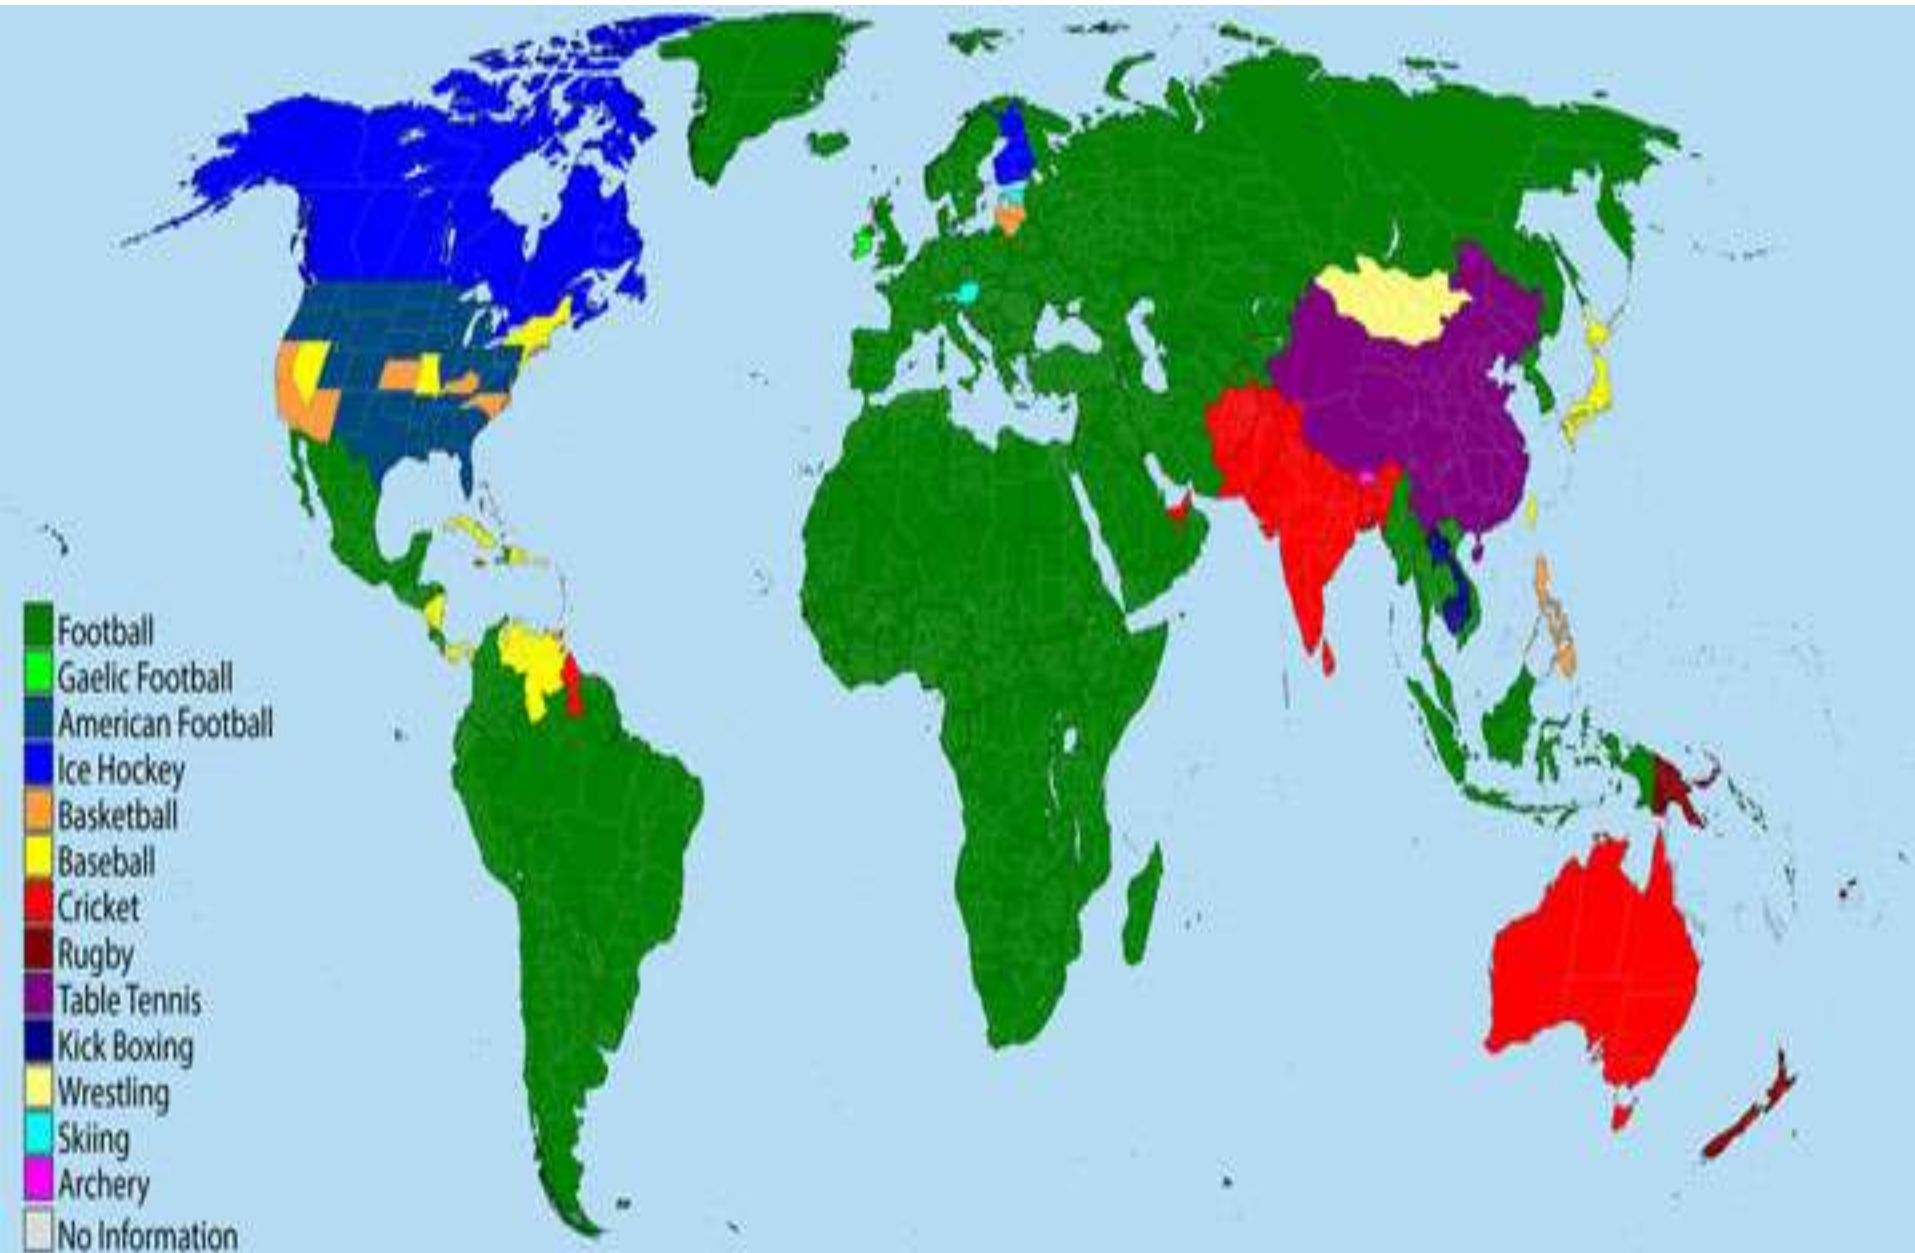 Football
Gaelic Football
American Football
Ice Hockey
Basketball
Baseball
Cricket
Rugby
Table Tennis
Kick Boxing
Wrestling
Skiing
Archery
No Information